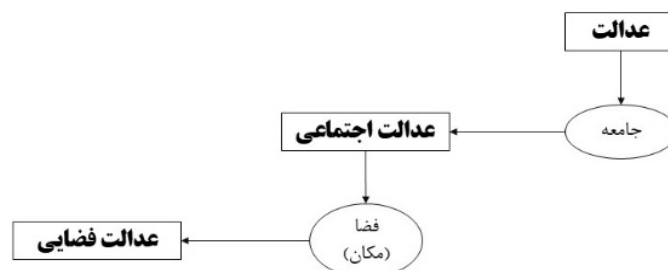 عدالت
جامعه
عدالت اجتماعی
فضا
(مکان)
عدالت فضایی